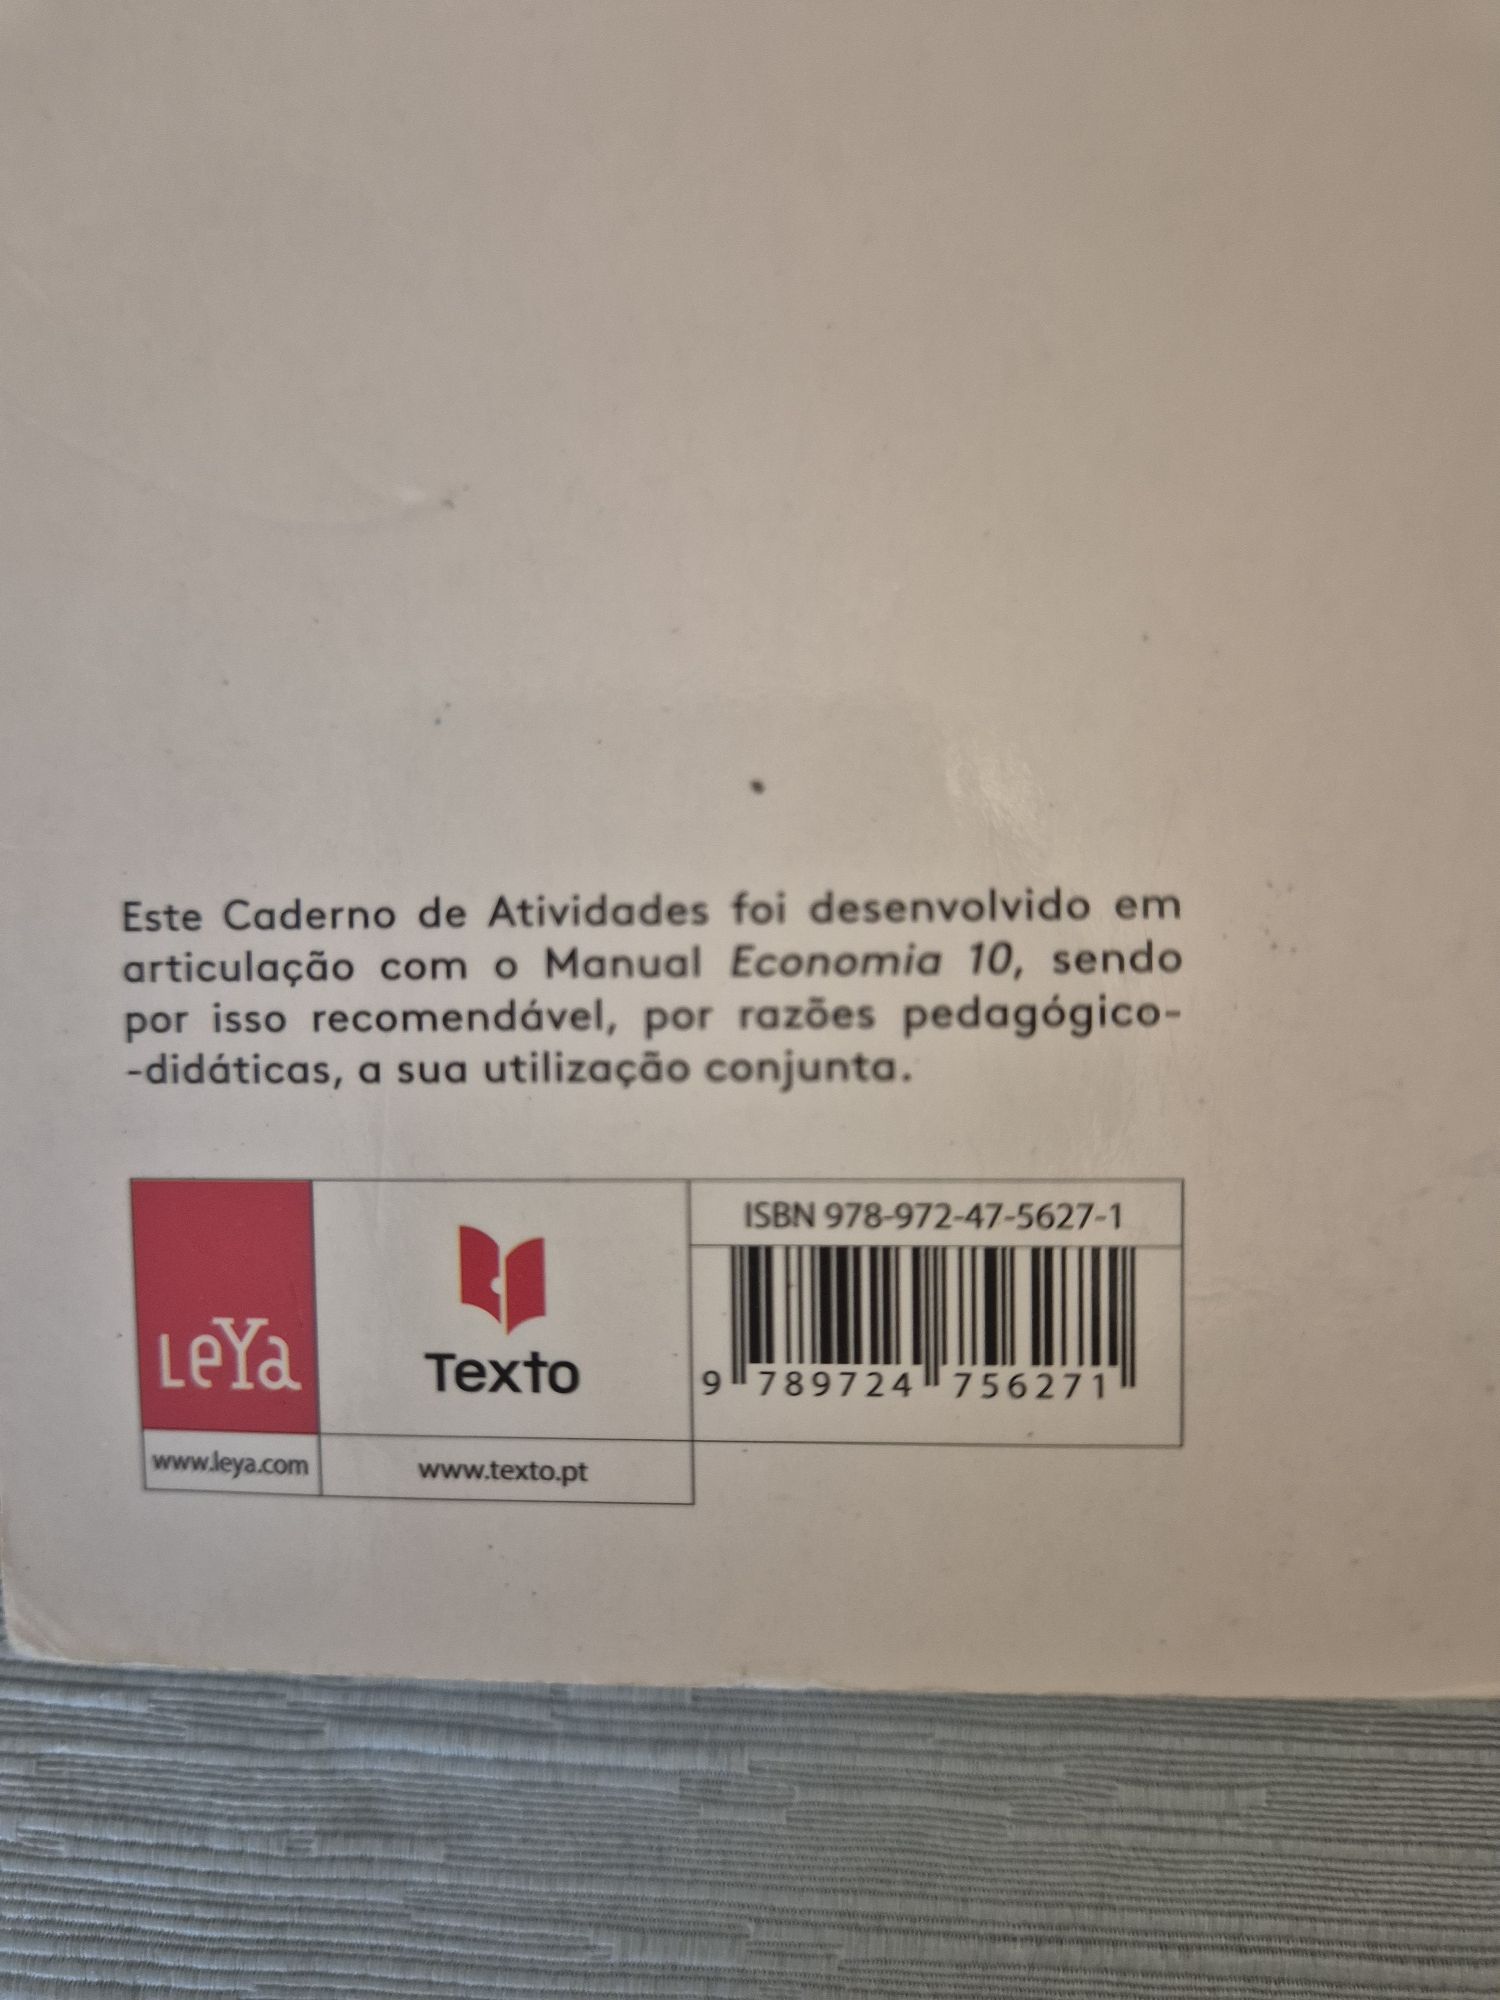 Este Caderno de Atividades foi desenvolvido em
articulação com o Manual Economia 10, sendo
por isso recomendável, por razões pedagógico-
-didáticas, a sua utilização conjunta.
LeYa
www.leya.com
Texto
www.texto.pt
ISBN 978-972-47-5627-1
9 789724 756271